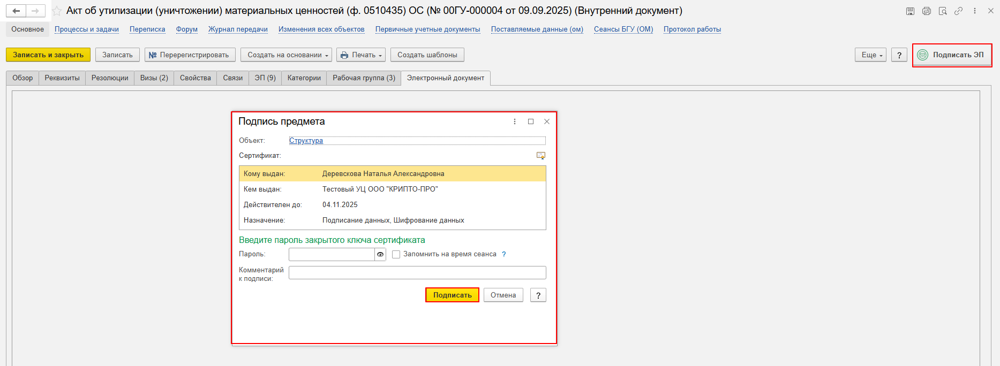 Акт об утилизации (уничтожении) материальных ценностей (ф. 0510435) ОС (№ 00ГУ-000004 от 09.09.2025) (Внутренний документ)
Основное Процессы и задачи Переписка Форум Журнал передачи Изменения всех объектов Первичные учетные документы Поставляемые данные (ом) Сеансы БГУ (ОМ) Протокол работы
Записать и закрыть Записать № Перерегистрировать Создать на основании Печать Создать шаблоны Еще ? Подписать ЭП
Обзор Реквизиты Резолюции Визы (2) Свойства Связи ЭП (9) Категории Рабочая группа (3) Электронный документ
Подпись предмета
Объект: Структура
Сертификат:
Кому выдан: Деревскова Наталья Александровна
Кем выдан: Тестовый УЦ ООО "КРИПТО-ПРО"
Действителен до: 04.11.2025
Назначение: Подписание данных, Шифрование данных
Введите пароль закрытого ключа сертификата
Пароль: Запомнить на время сеанса ?
Комментарий
к подписи:
Подписать Отмена ?